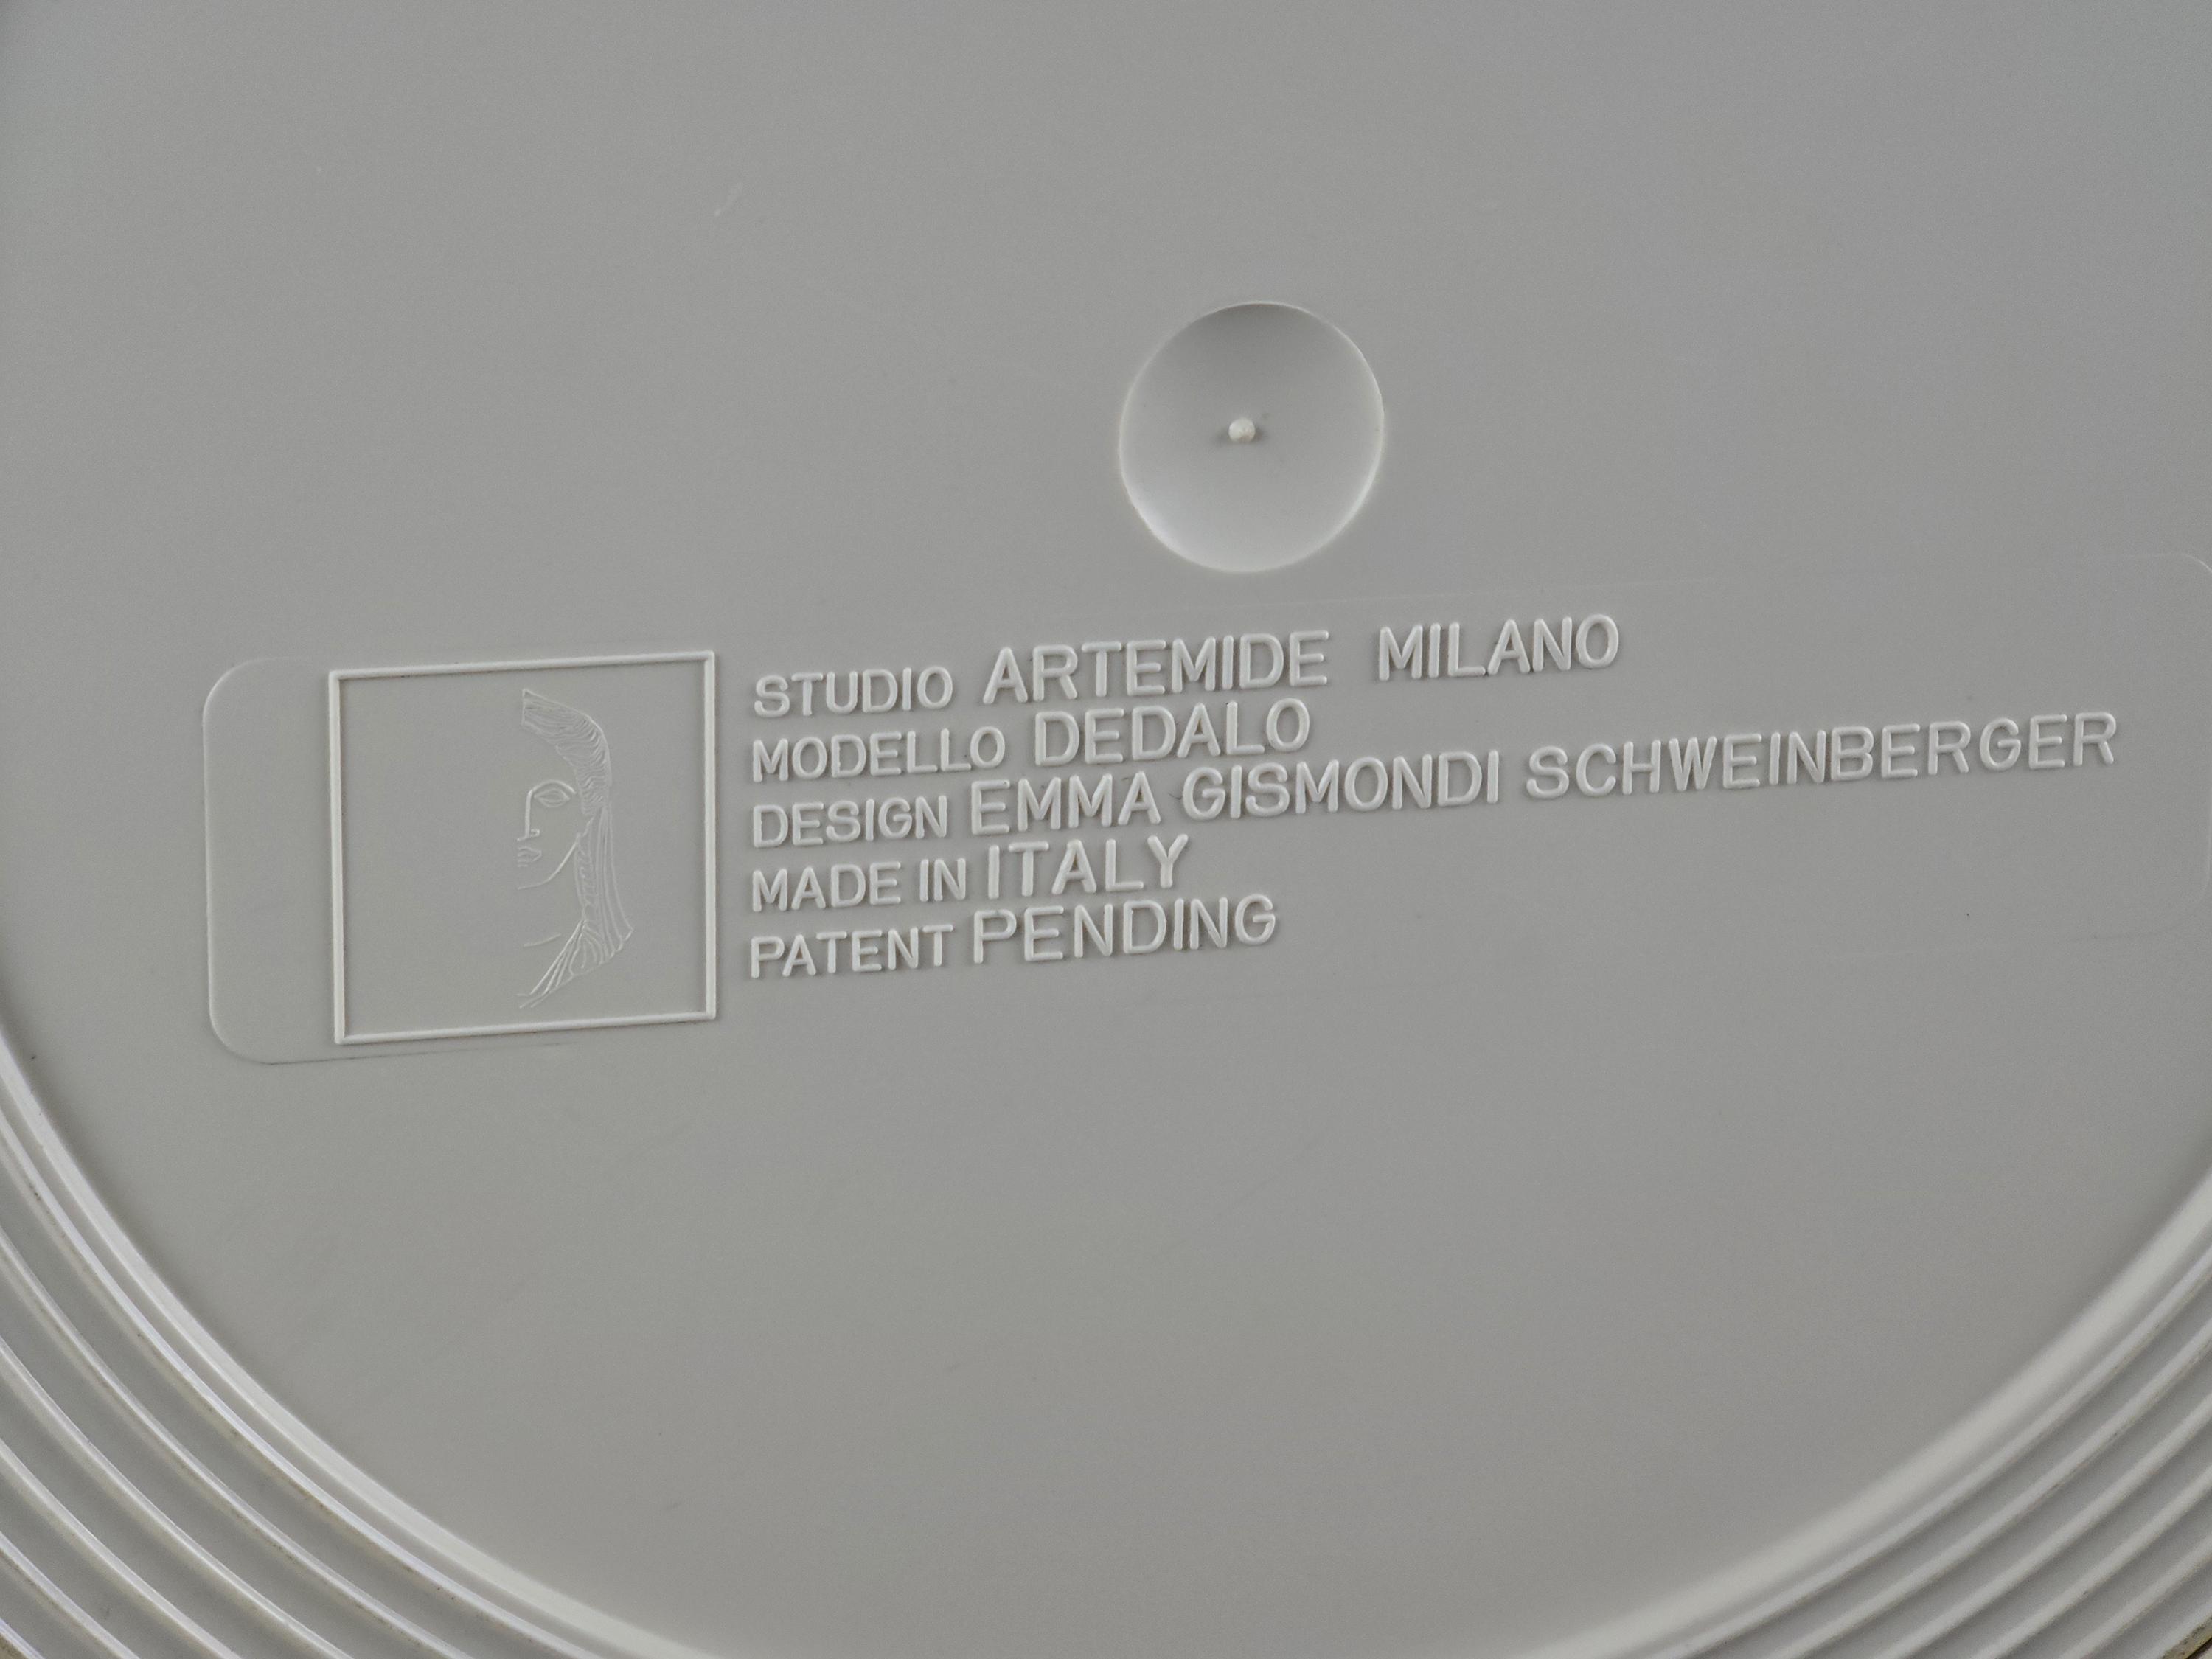 STUDIO ARTEMIDE MILANO
MODELLO DEDALO
DESIGN EMMA GISMONDI SCHWEINBERGER
MADE IN ITALY
PATENT PENDING